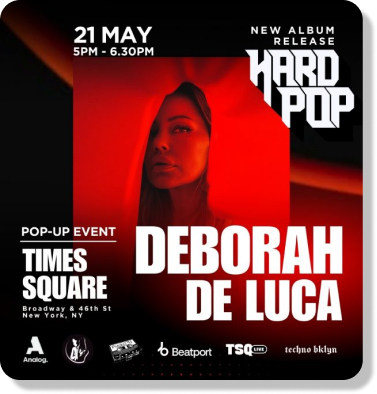 21 MAY
5PM - 6.30PM
NEW ALBUM
RELEASE
HARD
POP
POP-UP EVENT
TIMES
SQUARE
Broadway & 46th St
New York, NY
DEBORAH
DE LUCA
Analog.
Beatport
TSQ LIVE
techno bklyn